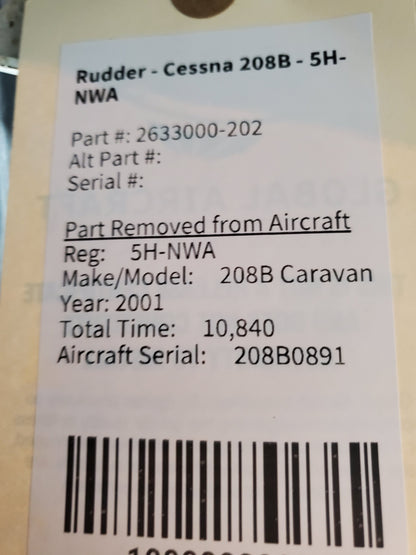 Rudder - Cessna 208B - 5H-
NWA
Part #: 2633000-202
Alt Part #:
Serial #:
Part Removed from Aircraft
Reg: 5H-NWA
Make/Model: 208B Caravan
Year: 2001
Total Time: 10,840
Aircraft Serial: 208B0891